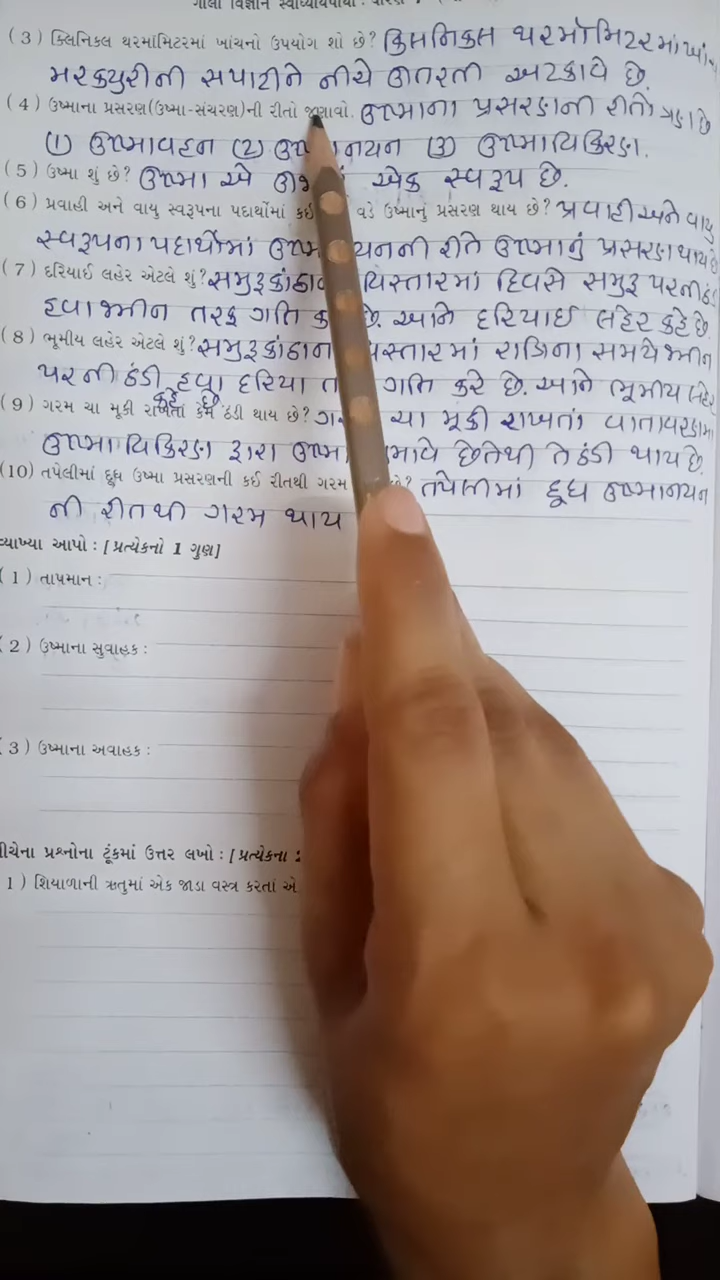 ગાલા વિજ્ઞાન સ્વાધ્યાયપોથી : ધોરણ
(3) ક્લિનિકલ થરમૉમિટરમાં ખાંચનો ઉપયોગ શો છે? ક્લિનિકલ થરમૉમિટરમાં
મરક્યુરીની સપાટીને નીચે ઊતરતી અટકાવે છે.
(4) ઉષ્માના પ્રસરણ(ઉષ્મા-સંચરણ)ની રીતો જણાવો. ઉષ્માના પ્રસરણની રીતો ત્રણ છે
(1) ઉષ્માવહન (2) નયન (3) ઉષ્માવિકિરણ.
(5) ઉષ્મા શું છે? ઉષ્મા એ એક સ્વરૂપ છે.
(6) પ્રવાહી અને વાયુ સ્વરૂપના પદાર્થોમાં કઈ વડે ઉષ્માનું પ્રસરણ થાય છે? પ્રવાહી અને વાયુ
સ્વરૂપના પદાર્થોમાં યનની રીતે ઉષ્માનું પ્રસરણ થાય છે
(7) દરિયાઈ લહેર એટલે શું? સમુદ્રકાંઠાના વિસ્તારમાં દિવસે સમુદ્ર પરની ઠંડી
હવા જમીન તરફ ગતિ કરે છે. આને દરિયાઈ લહેર કહે છે.
(8) ભૂમીય લહેર એટલે શું? સમુદ્રકાંઠાના વિસ્તારમાં રાત્રિના સમયે જમીન
પરની ઠંડી હવા દરિયા ગતિ કરે છે. આને ભૂમીય લહેર
કહે છે
(9) ગરમ ચા મૂકી રાખતાં કેમ ઠંડી થાય છે? ગરમ ચા મૂકી રાખતાં વાતાવરણમાં
ઉષ્માવિકિરણ દ્વારા ઉષ્મા ગુમાવે છે તેથી તે ઠંડી થાય છે.
(10) તપેલીમાં દૂધ ઉષ્મા પ્રસરણની કઈ રીતથી ગરમ છે? તપેલીમાં દૂધ ઉષ્માનયન
ની રીતથી ગરમ થાય
વ્યાખ્યા આપો : [પ્રત્યેકનો 1 ગુણ]
(1) તાપમાન :
(2) ઉષ્માના સુવાહક :
(3) ઉષ્માના અવાહક :
નીચેના પ્રશ્નોના ટૂંકમાં ઉત્તર લખો : [પ્રત્યેકના 2
1) શિયાળાની ઋતુમાં એક જાડા વસ્ત્ર કરતાં